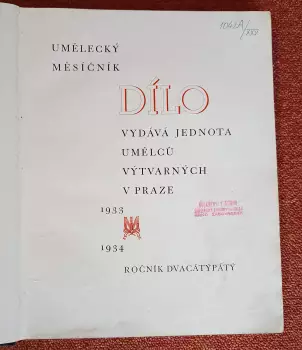 UMĚLECKÝ
MĚSÍČNÍK
DÍLO
VYDÁVÁ JEDNOTA
UMĚLCŮ
VÝTVARNÝCH
V PRAZE
1933
1934
ROČNÍK DVACÁTÝPÁTÝ